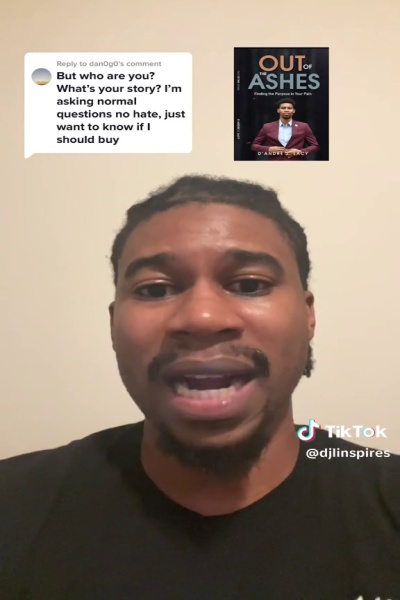 Reply to dan0g0's comment
But who are you?
What's your story? I'm
asking normal
questions no hate, just
want to know if I
should buy
OUT OF
THE ASHES
Finding the Purpose in Your Pain
TikTok
@djlinspires